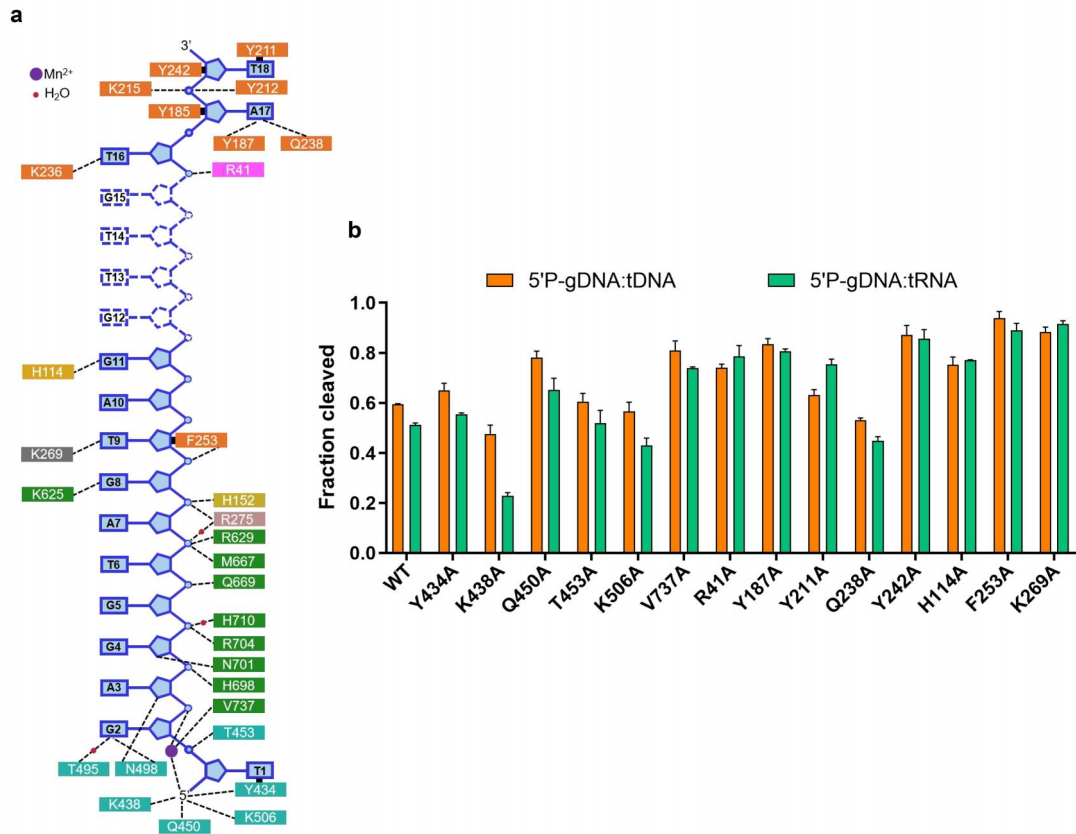 a
3'
Y211
Mn2+
Y242
T18
K215
Y212
H2O
Y185
A17
Y187
Q238
T16
K236
R41
G15
T14
T13
G12
G11
H114
A10
T9
F253
K269
G8
K625
H152
R275
A7
R629
M667
T6
Q669
G5
H710
R704
G4
N701
H698
A3
V737
G2
T453
T495
N498
T1
5'
Y434
K438
K506
Q450
b
5'P-gDNA:tDNA
5'P-gDNA:tRNA
Fraction cleaved
1.0
0.8
0.6
0.4
0.2
0.0
WT
Y434A
K438A
Q450A
T453A
K506A
V737A
R41A
Y187A
Y211A
Q238A
Y242A
H114A
F253A
K269A